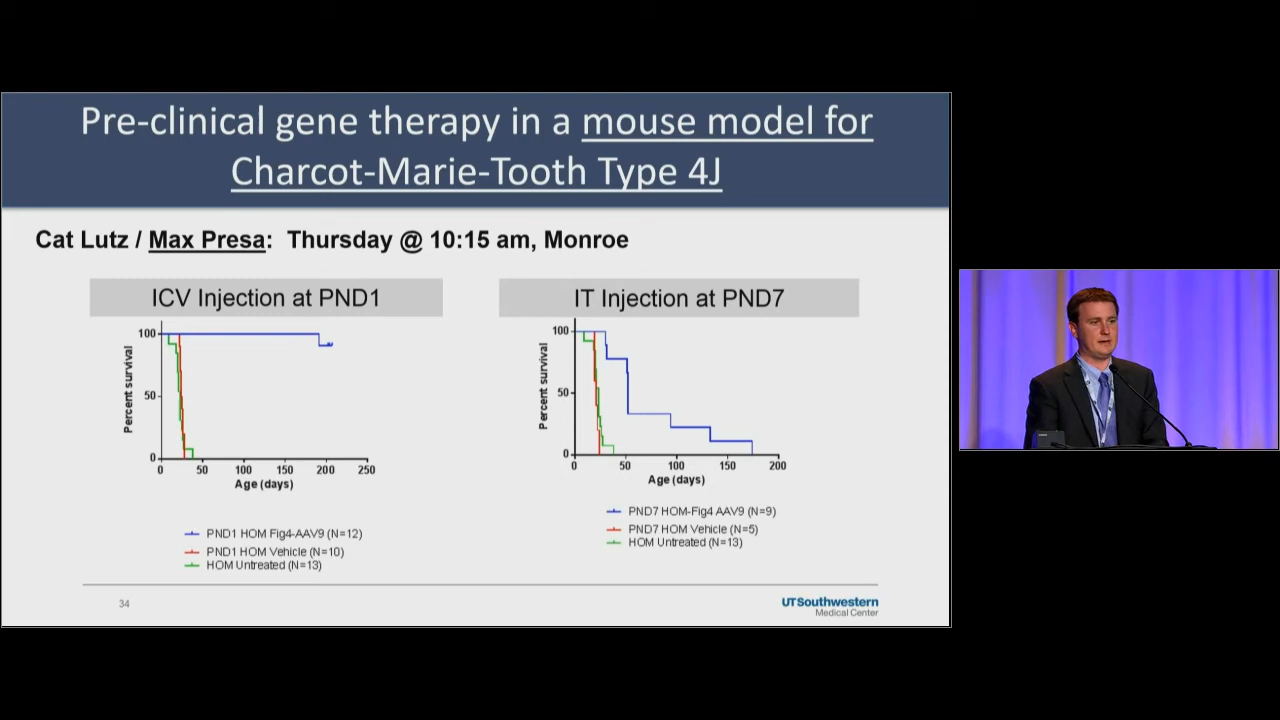 Pre-clinical gene therapy in a mouse model for
Charcot-Marie-Tooth Type 4J
Cat Lutz / Max Presa: Thursday @ 10:15 am, Monroe
ICV Injection at PND1
100
50
0
Percent survival
0 50 100 150 200 250
Age (days)
PND1 HOM Fig4-AAV9 (N=12)
PND1 HOM Vehicle (N=10)
HOM Untreated (N=13)
IT Injection at PND7
100
50
0
Percent survival
0 50 100 150 200
Age (days)
PND7 HOM-Fig4 AAV9 (N=9)
PND7 HOM Vehicle (N=5)
HOM Untreated (N=13)
34
UTSouthwestern
Medical Center